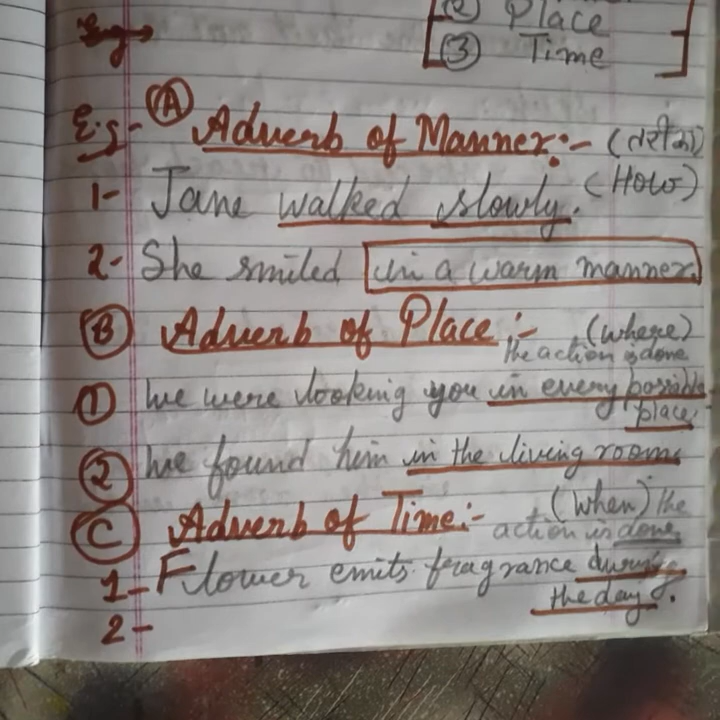 ② Place
③ Time
E.g- Ⓐ Adverb of Manner:- (तरीका)
1- Jane walked slowly. (How)
2- She smiled in a warm manner.
Ⓑ Adverb of Place:- (where)
the action is done
① We were looking you in every possible
place.
② We found him in the living room
Ⓒ Adverb of Time:- (When) the
action is done
1- Flower emits fragrance during
the day.
2-